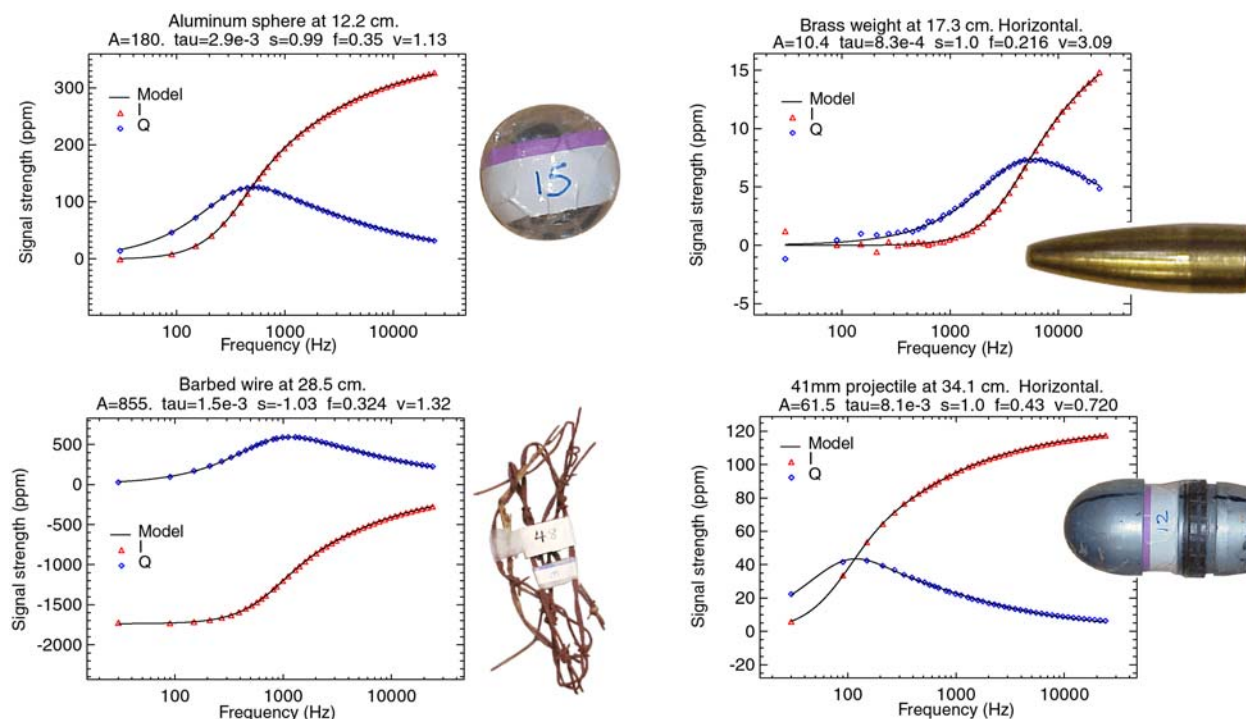 Aluminum sphere at 12.2 cm.
A=180. tau=2.9e-3 s=0.99 f=0.35 v=1.13
300
200
100
0
Signal strength (ppm)
Model
I
Q
100
1000
10000
Frequency (Hz)
15
Brass weight at 17.3 cm. Horizontal.
A=10.4 tau=8.3e-4 s=1.0 f=0.216 v=3.09
15
10
5
0
-5
Signal strength (ppm)
Model
I
Q
100
1000
10000
Frequency (Hz)
Barbed wire at 28.5 cm.
A=855. tau=1.5e-3 s=-1.03 f=0.324 v=1.32
500
0
-500
-1000
-1500
-2000
Signal strength (ppm)
Model
I
Q
100
1000
10000
Frequency (Hz)
48
41mm projectile at 34.1 cm. Horizontal.
A=61.5 tau=8.1e-3 s=1.0 f=0.43 v=0.720
120
100
80
60
40
20
0
-20
Signal strength (ppm)
Model
I
Q
100
1000
10000
Frequency (Hz)
12